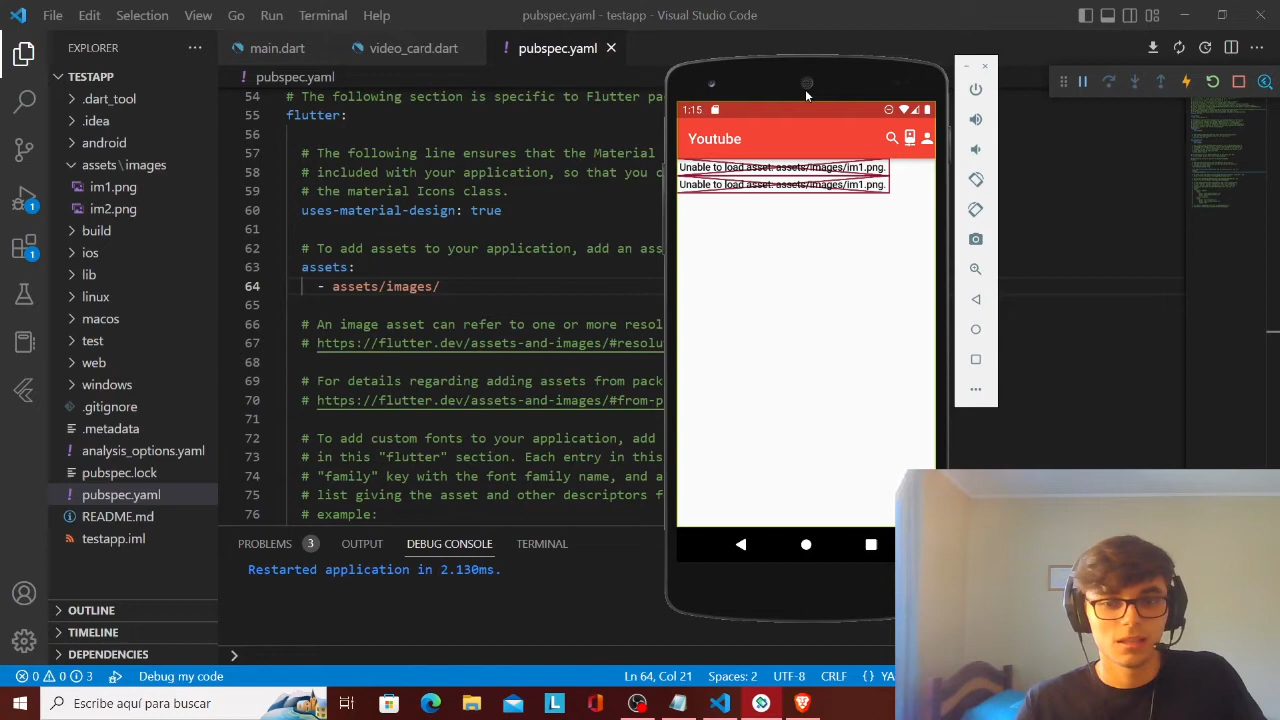 File Edit Selection View Go Run Terminal Help
pubspec.yaml - testapp - Visual Studio Code
EXPLORER
main.dart
video_card.dart
! pubspec.yaml
TESTAPP
! pubspec.yaml
.dart_tool
.idea
android
assets\images
im1.png
im2.png
build
ios
lib
linux
macos
test
web
windows
.gitignore
.metadata
! analysis_options.yaml
pubspec.lock
! pubspec.yaml
README.md
testapp.iml
OUTLINE
TIMELINE
DEPENDENCIES
1
1
54 # The following section is specific to Flutter pa
55 flutter:
56
57 # The following line ensures that the Material
58 # included with your application, so that you c
59 # the material Icons class.
60 uses-material-design: true
61
62 # To add assets to your application, add an ass
63 assets:
64 - assets/images/
65
66 # An image asset can refer to one or more resol
67 # https://flutter.dev/assets-and-images/#resolu
68
69 # For details regarding adding assets from pack
70 # https://flutter.dev/assets-and-images/#from-p
71
72 # To add custom fonts to your application, add
73 # in this "flutter" section. Each entry in this
74 # "family" key with the font family name, and a
75 # list giving the asset and other descriptors f
76 # example:
1:15
Youtube
Unable to load asset: assets/images/im1.png.
Unable to load asset: assets/images/im1.png.
PROBLEMS 3 OUTPUT DEBUG CONSOLE TERMINAL
Restarted application in 2.130ms.
0 0 3 Debug my code
Ln 64, Col 21 Spaces: 2 UTF-8 CRLF {} YA
Escribe aquí para buscar
L